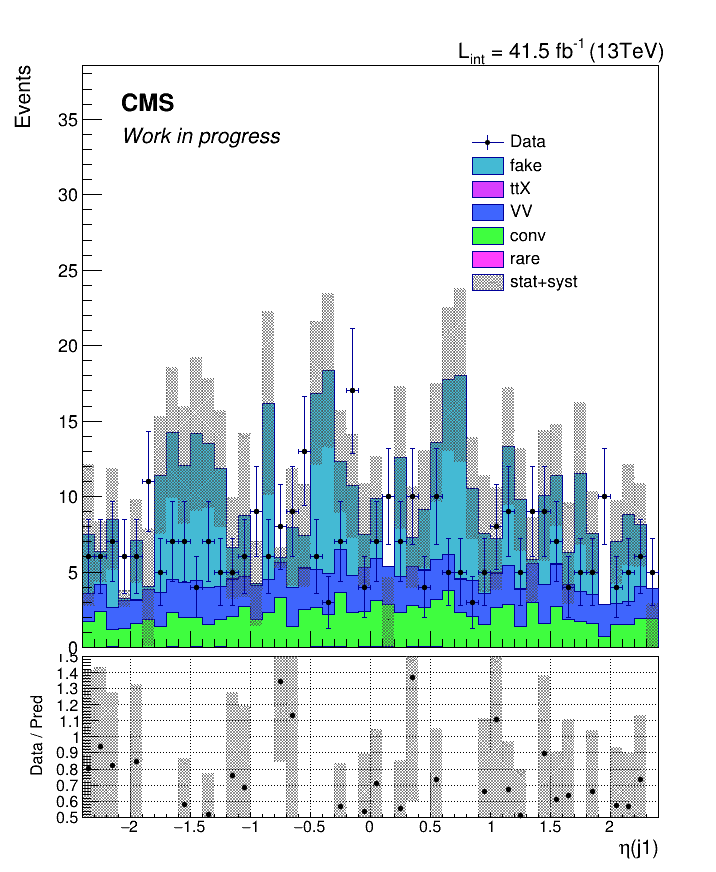 L_int = 41.5 fb^-1 (13TeV)
Events
CMS
Work in progress
Data
fake
ttX
VV
conv
rare
stat+syst
35
30
25
20
15
10
5
0
1.5
1.4
1.3
1.2
1.1
1
0.9
0.8
0.7
0.6
0.5
Data / Pred
−2 −1.5 −1 −0.5 0 0.5 1 1.5 2
η(j1)